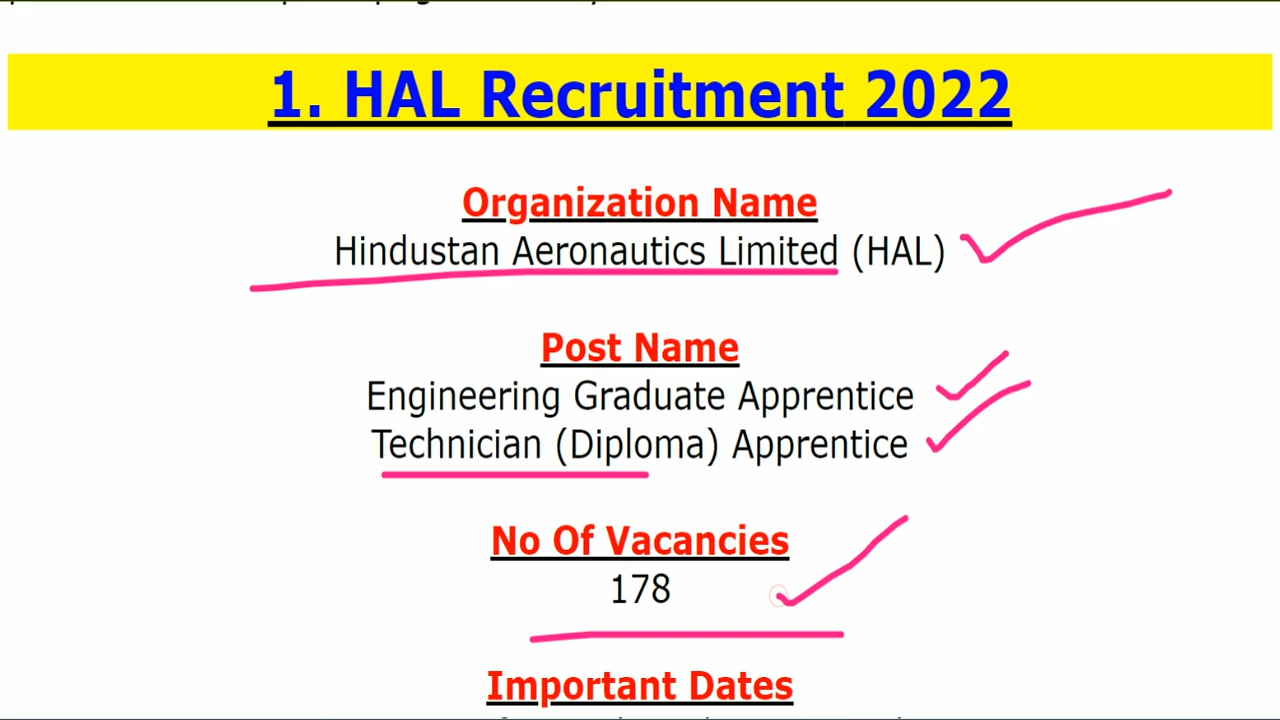 1. HAL Recruitment 2022
Organization Name
Hindustan Aeronautics Limited (HAL)
Post Name
Engineering Graduate Apprentice
Technician (Diploma) Apprentice
No Of Vacancies
178
Important Dates